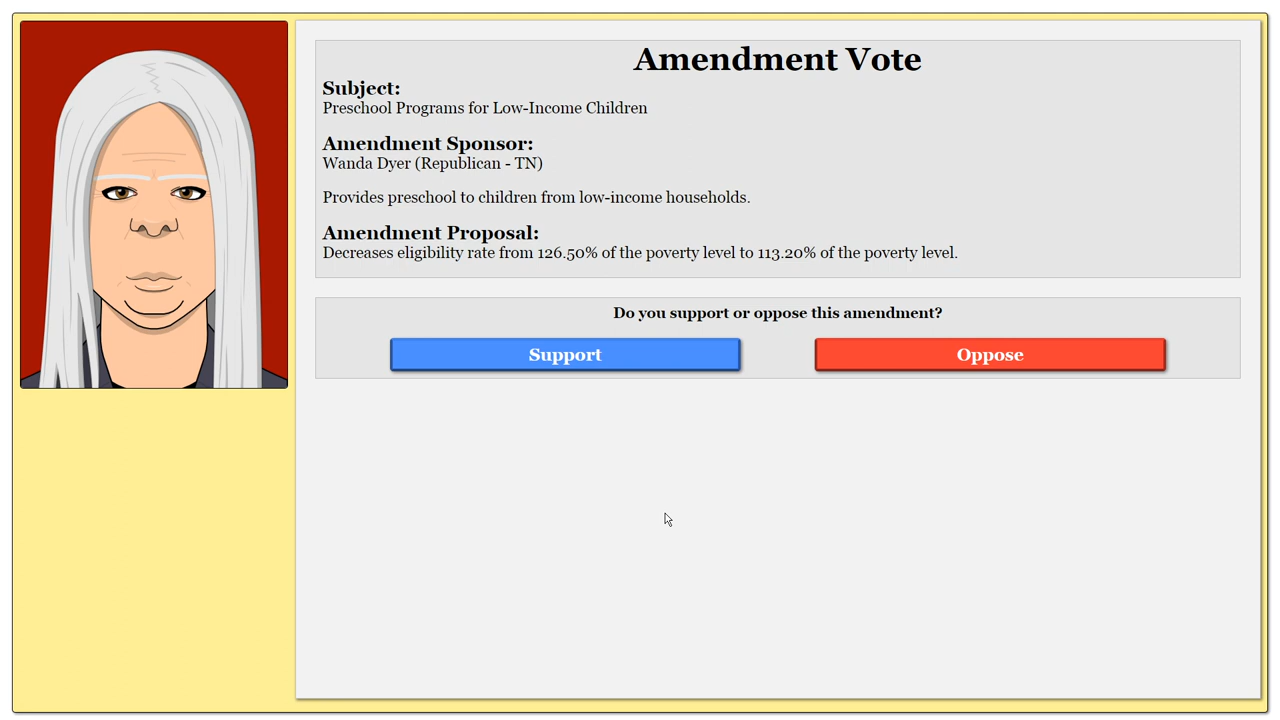 Amendment Vote
Subject:
Preschool Programs for Low-Income Children
Amendment Sponsor:
Wanda Dyer (Republican - TN)
Provides preschool to children from low-income households.
Amendment Proposal:
Decreases eligibility rate from 126.50% of the poverty level to 113.20% of the poverty level.
Do you support or oppose this amendment?
Support
Oppose